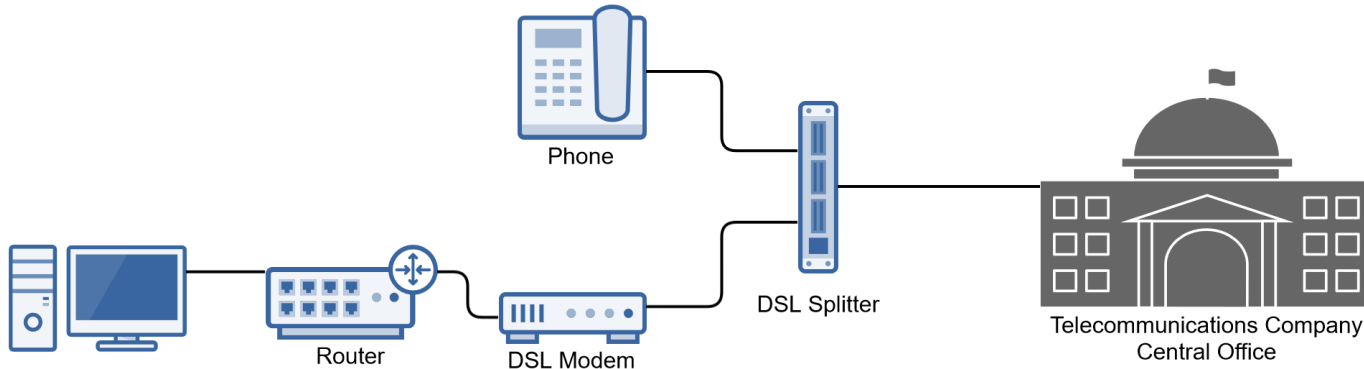 Phone
DSL Splitter
Router
DSL Modem
Telecommunications Company
Central Office